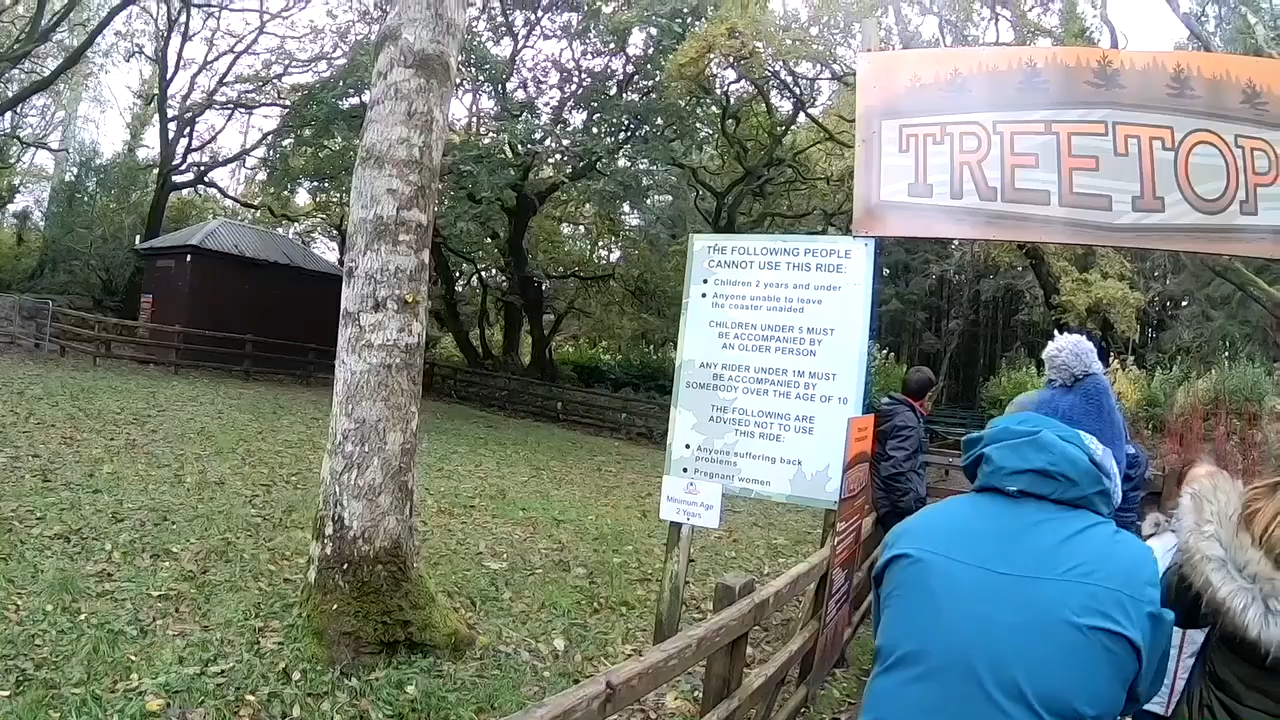 TREETOP
THE FOLLOWING PEOPLE
CANNOT USE THIS RIDE:
• Children 2 years and under
• Anyone unable to leave
the coaster unaided
CHILDREN UNDER 5 MUST
BE ACCOMPANIED BY
AN OLDER PERSON
ANY RIDER UNDER 1M MUST
BE ACCOMPANIED BY
SOMEBODY OVER THE AGE OF 10
THE FOLLOWING ARE
ADVISED NOT TO USE
THIS RIDE:
• Anyone suffering back
problems
• Pregnant women
Minimum Age
2 Years